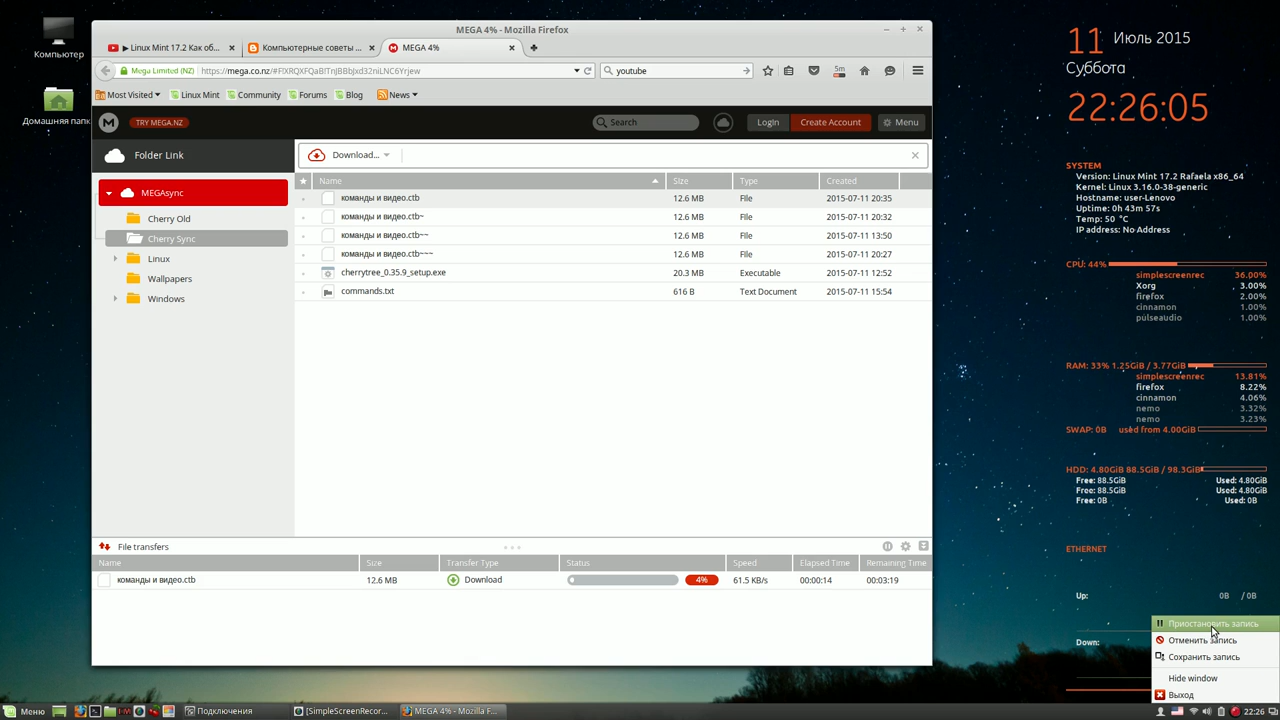 Компьютер
Домашняя папк
MEGA 4% - Mozilla Firefox
▶ Linux Mint 17.2 Как об...
Компьютерные советы ...
MEGA 4%
Mega Limited (NZ)
youtube
5m
Most Visited
Linux Mint
Community
Forums
Blog
News
TRY MEGA.NZ
Search
Login
Create Account
Menu
Folder Link
Download...
MEGAsync
Cherry Old
Cherry Sync
Linux
Wallpapers
Windows
Name Size Type Created
команды и видео.ctb 12.6 MB File 2015-07-11 20:35
команды и видео.ctb~ 12.6 MB File 2015-07-11 20:34
команды и видео.ctb~~ 12.6 MB File 2015-07-11 13:50
команды и видео.ctb~~~ 12.6 MB File 2015-07-11 20:27
cherrytree_0.35.9_setup.exe 20.3 MB Executable 2015-07-11 12:52
commands.txt 616 B Text Document 2015-07-11 15:54
File transfers
Name Size Transfer Type Status Speed Elapsed Time Remaining Time
команды и видео.ctb 12.6 MB Download 4% 61.5 KB/s 00:00:14 00:03:19
11 Июль 2015
Суббота
22:26:05
SYSTEM
Version: Linux Mint 17.2 Rafaela x86_64
Kernel: Linux 3.16.0-38-generic
Hostname: user-Lenovo
Uptime: 0h 43m 57s
Temp: 50 °C
IP address: No Address
CPU: 44%
simplescreenrec 36.00%
Xorg 3.00%
firefox 2.00%
cinnamon 1.00%
pulseaudio 1.00%
RAM: 33% 1.25GiB / 3.77GiB
simplescreenrec 13.81%
firefox 8.22%
cinnamon 4.06%
nemo 3.32%
nemo 3.23%
SWAP: 0B used from 4.00GiB
HDD: 4.80GiB 88.5GiB / 98.3GiB
Free: 88.5GiB Used: 4.80GiB
Free: 88.5GiB Used: 4.80GiB
Free: 0B Used: 0B
ETHERNET
Up: 0B / 0B
Down:
Приостановить запись
Отменить запись
Сохранить запись
Hide window
Выход
Меню
Подключения
[SimpleScreenRecor...
MEGA 4% - Mozilla F...
22:26